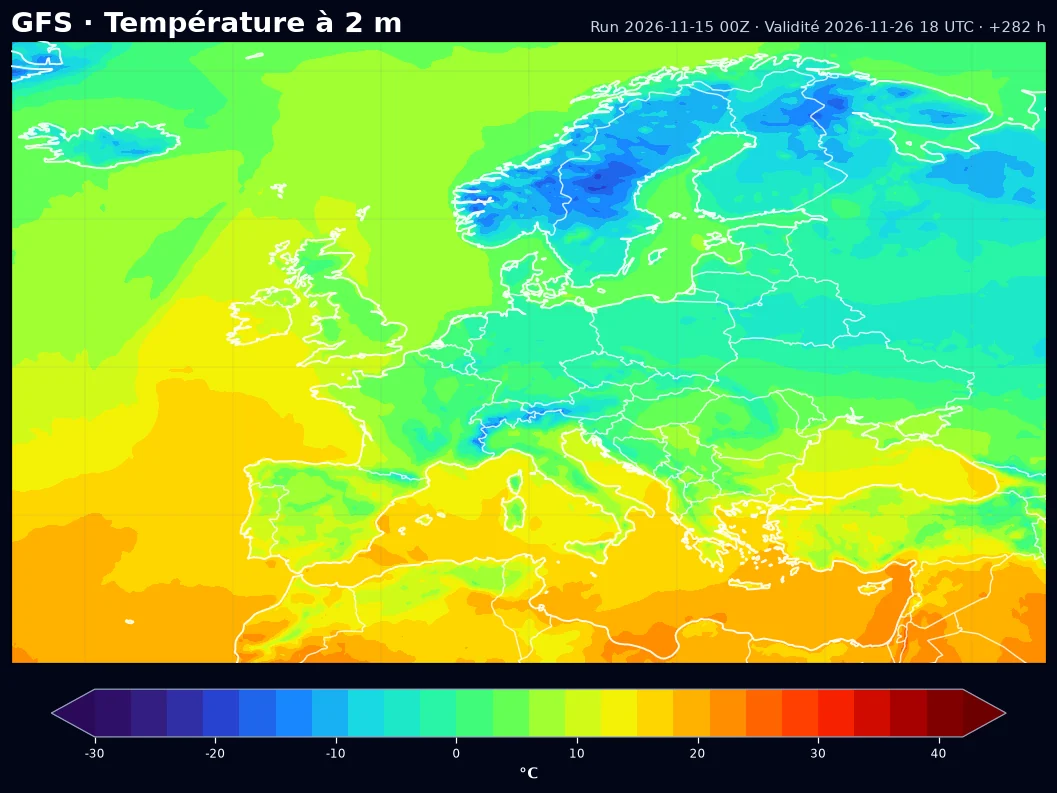 GFS · Température à 2 m
Run 2026-11-15 00Z · Validité 2026-11-26 18 UTC · +282 h
-30 -20 -10 0 10 20 30 40
°C